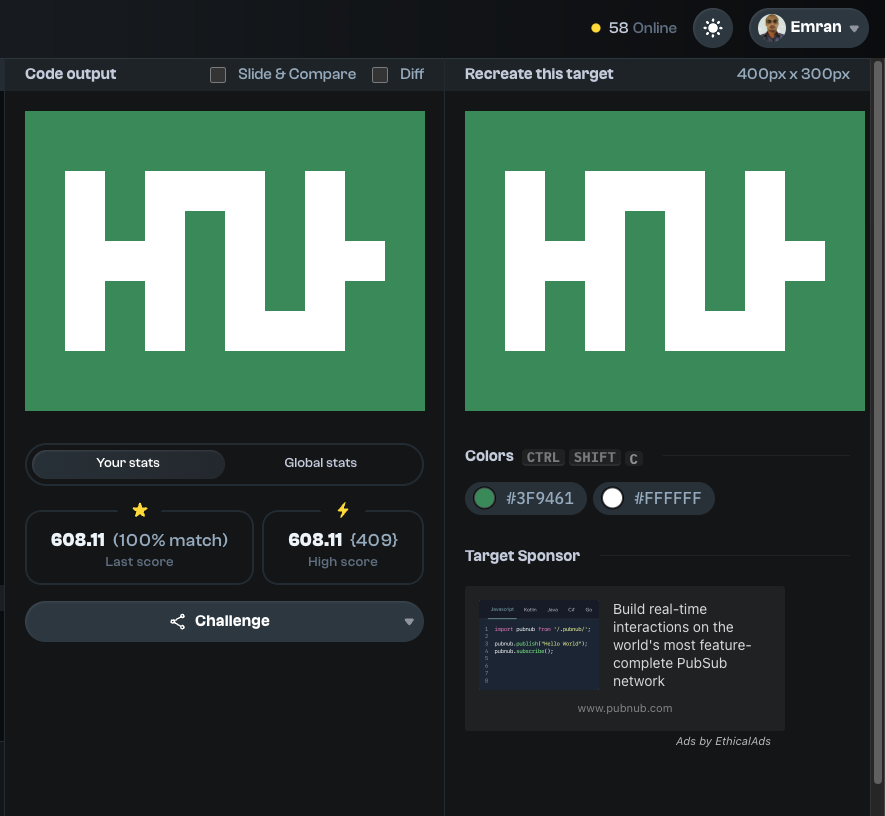 58 Online
Emran
Code output
Slide & Compare
Diff
Recreate this target
400px x 300px
Your stats
Global stats
608.11 (100% match)
Last score
608.11 {409}
High score
Challenge
Colors CTRL SHIFT C
#3F9461
#FFFFFF
Target Sponsor
Javascript Kotlin Java C# Go
1 import pubnub from './.pubnub/';
2
3 pubnub.publish("Hello World");
4 pubnub.subscribe();
5
6
7
8
Build real-time
interactions on the
world's most feature-
complete PubSub
network
www.pubnub.com
Ads by EthicalAds